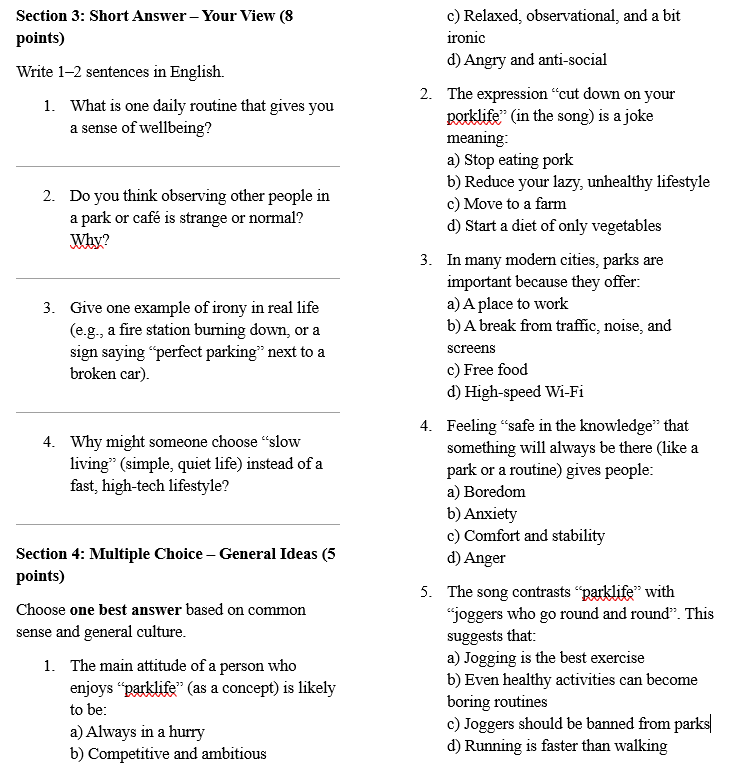 Section 3: Short Answer – Your View (8
points)
Write 1–2 sentences in English.
1. What is one daily routine that gives you
a sense of wellbeing?
2. Do you think observing other people in
a park or café is strange or normal?
Why?
3. Give one example of irony in real life
(e.g., a fire station burning down, or a
sign saying “perfect parking” next to a
broken car).
4. Why might someone choose “slow
living” (simple, quiet life) instead of a
fast, high-tech lifestyle?
Section 4: Multiple Choice – General Ideas (5
points)
Choose one best answer based on common
sense and general culture.
1. The main attitude of a person who
enjoys “parklife” (as a concept) is likely
to be:
a) Always in a hurry
b) Competitive and ambitious
c) Relaxed, observational, and a bit
ironic
d) Angry and anti-social
2. The expression “cut down on your
porklife” (in the song) is a joke
meaning:
a) Stop eating pork
b) Reduce your lazy, unhealthy lifestyle
c) Move to a farm
d) Start a diet of only vegetables
3. In many modern cities, parks are
important because they offer:
a) A place to work
b) A break from traffic, noise, and
screens
c) Free food
d) High-speed Wi-Fi
4. Feeling “safe in the knowledge” that
something will always be there (like a
park or a routine) gives people:
a) Boredom
b) Anxiety
c) Comfort and stability
d) Anger
5. The song contrasts “parklife” with
“joggers who go round and round”. This
suggests that:
a) Jogging is the best exercise
b) Even healthy activities can become
boring routines
c) Joggers should be banned from parks
d) Running is faster than walking